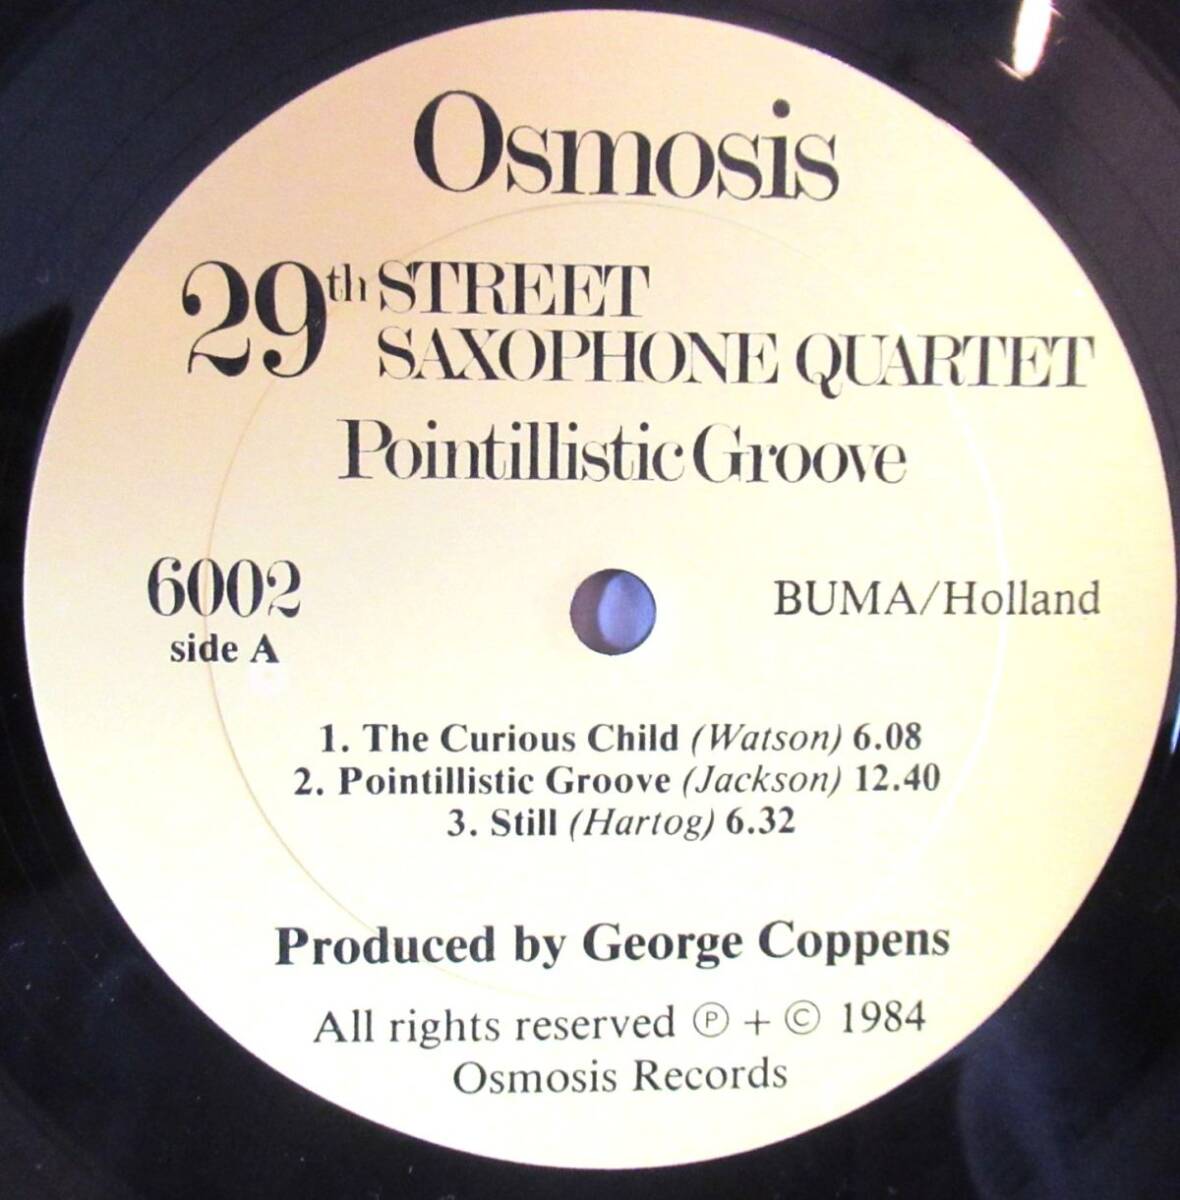 Osmosis
29th STREET
SAXOPHONE QUARTET
Pointillistic Groove
6002
side A
BUMA/Holland
1. The Curious Child (Watson) 6.08
2. Pointillistic Groove (Jackson) 12.40
3. Still (Hartog) 6.32
Produced by George Coppens
All rights reserved Ⓟ + © 1984
Osmosis Records